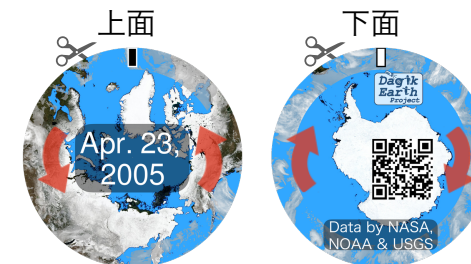 上面
下面
Apr. 23,
2005
Dagik
Earth
Project
Data by NASA,
NOAA & USGS